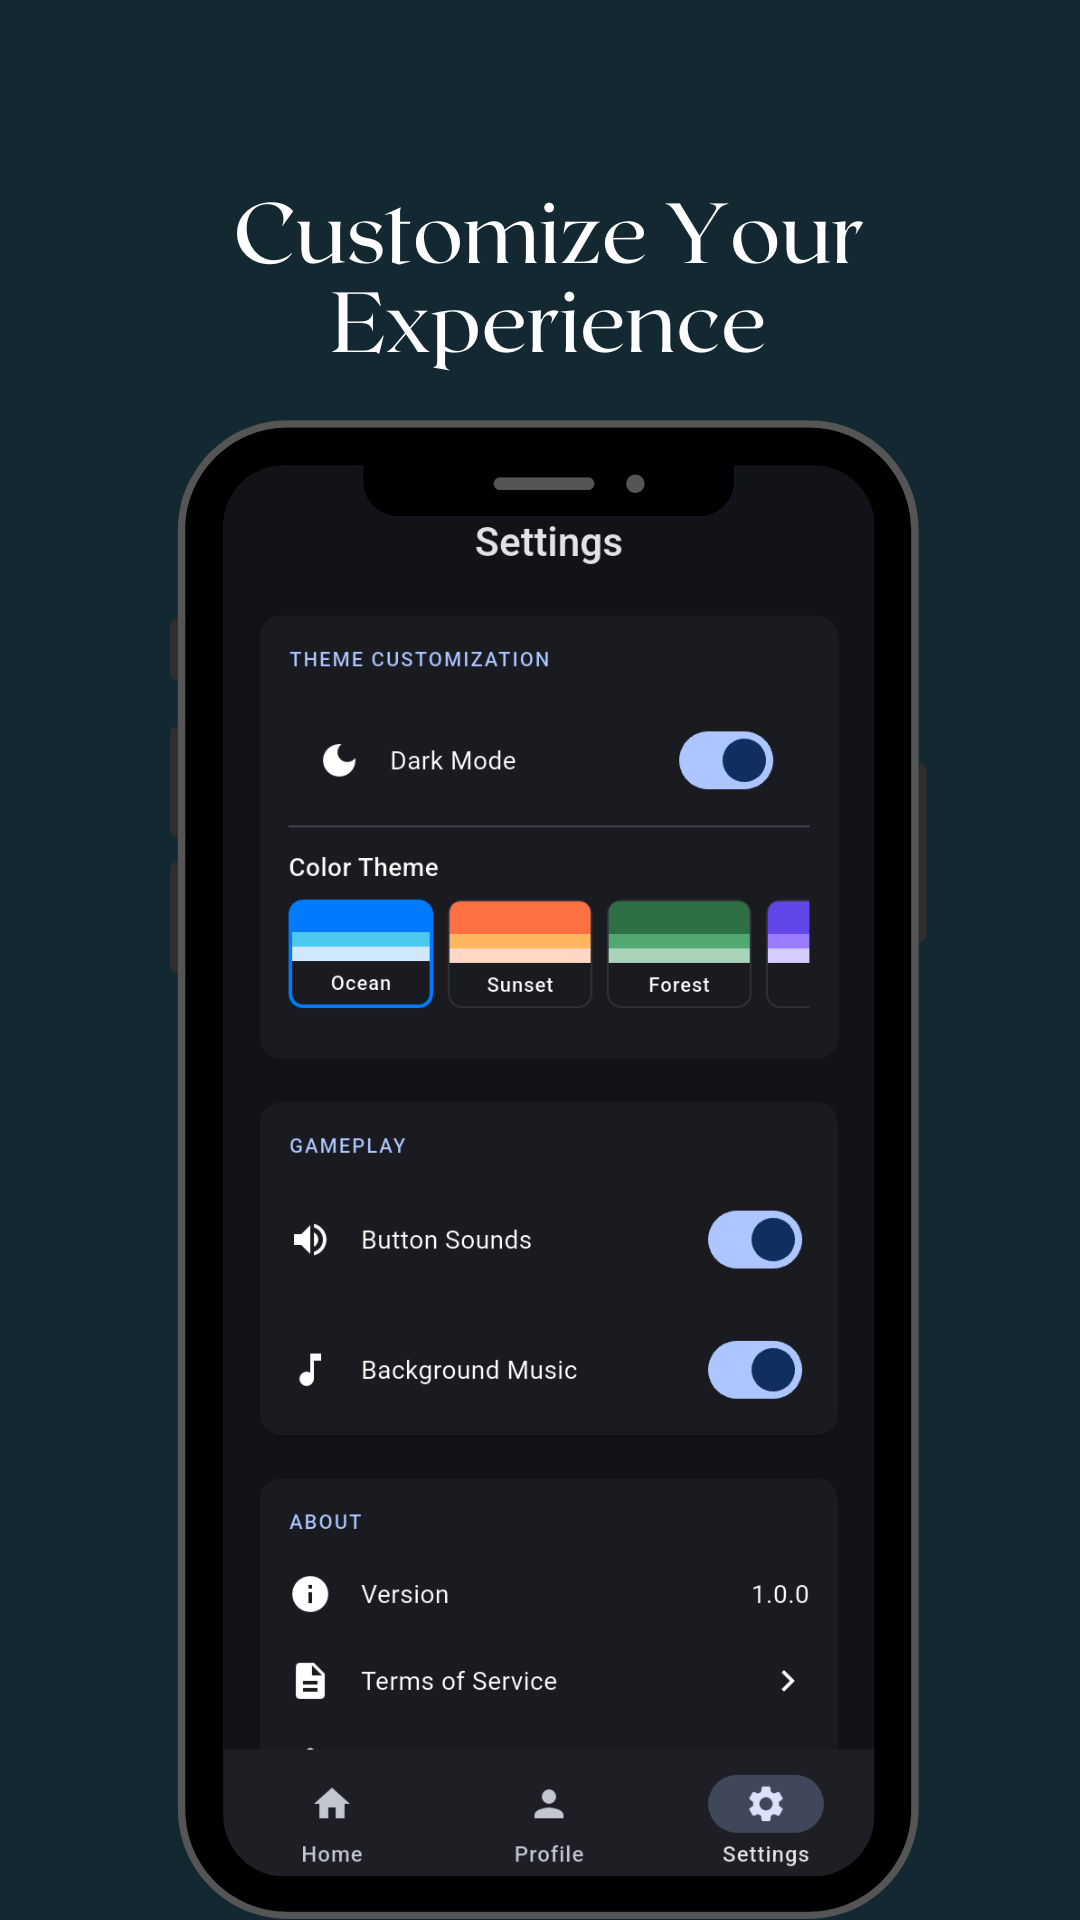 Customize Your
Experience
Settings
THEME CUSTOMIZATION
Dark Mode
Color Theme
Ocean
Sunset
Forest
GAMEPLAY
Button Sounds
Background Music
ABOUT
Version
1.0.0
Terms of Service
Home
Profile
Settings